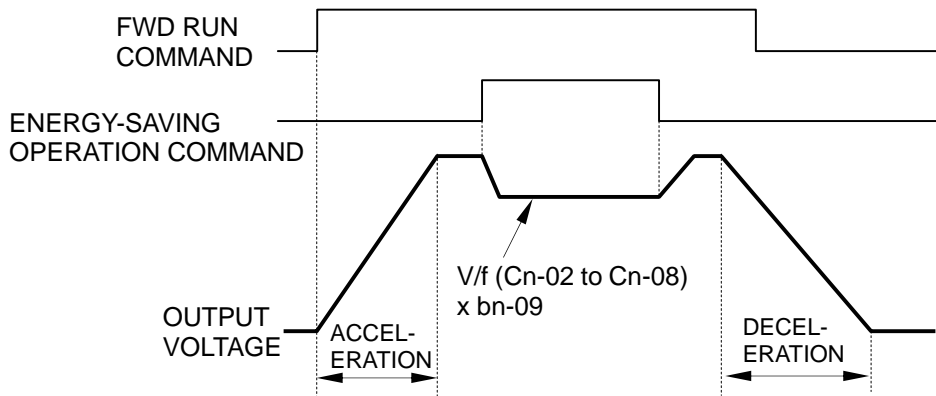 FWD RUN
COMMAND
ENERGY-SAVING
OPERATION COMMAND
V/f (Cn-02 to Cn-08)
x bn-09
OUTPUT
VOLTAGE
ACCEL-
ERATION
DECEL-
ERATION